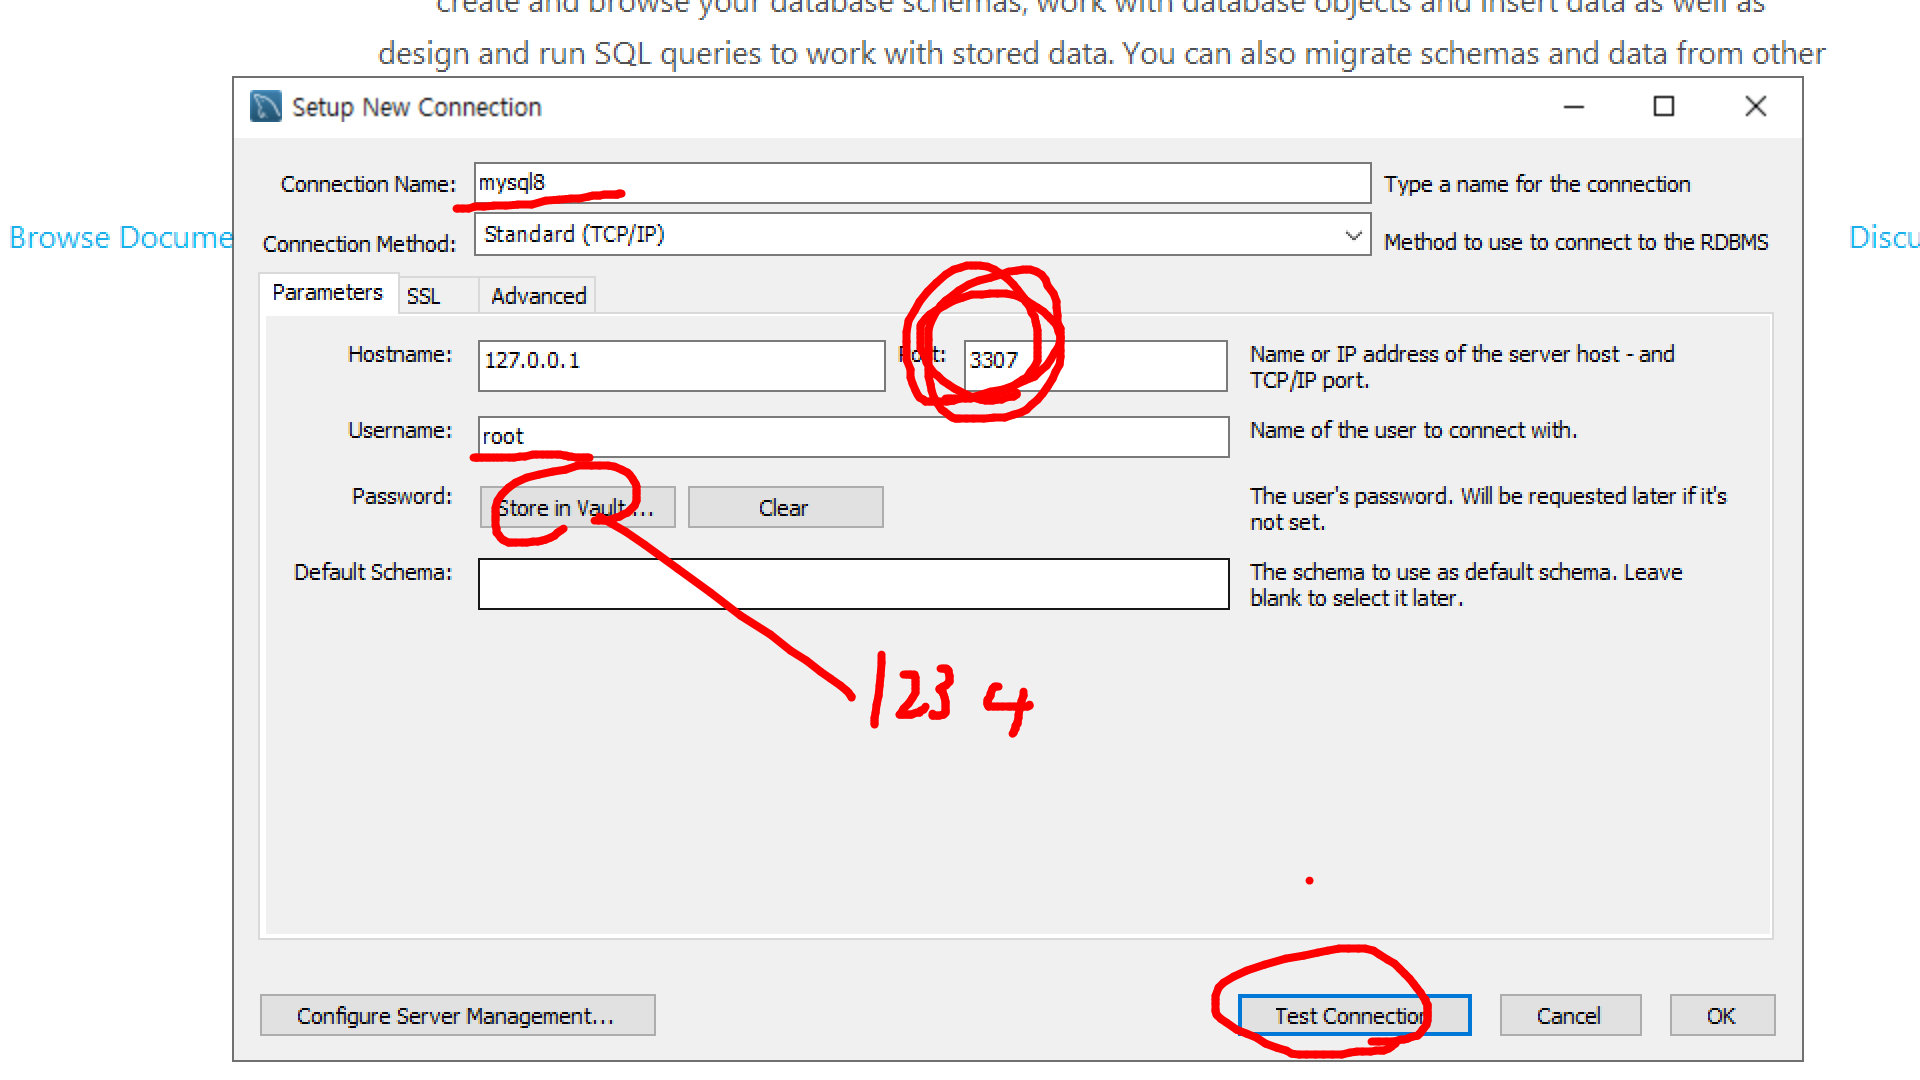 create and browse your database schemas, work with database objects and insert data as well as
design and run SQL queries to work with stored data. You can also migrate schemas and data from other
Setup New Connection
Connection Name: mysql8 Type a name for the connection
Browse Docume
Connection Method: Standard (TCP/IP) Method to use to connect to the RDBMS
Discu
Parameters SSL Advanced
Hostname: 127.0.0.1 Port: 3307 Name or IP address of the server host - and
TCP/IP port.
Username: root Name of the user to connect with.
Password: Store in Vault ... Clear The user's password. Will be requested later if it's
not set.
Default Schema: The schema to use as default schema. Leave
blank to select it later.
1234
Configure Server Management... Test Connection Cancel OK